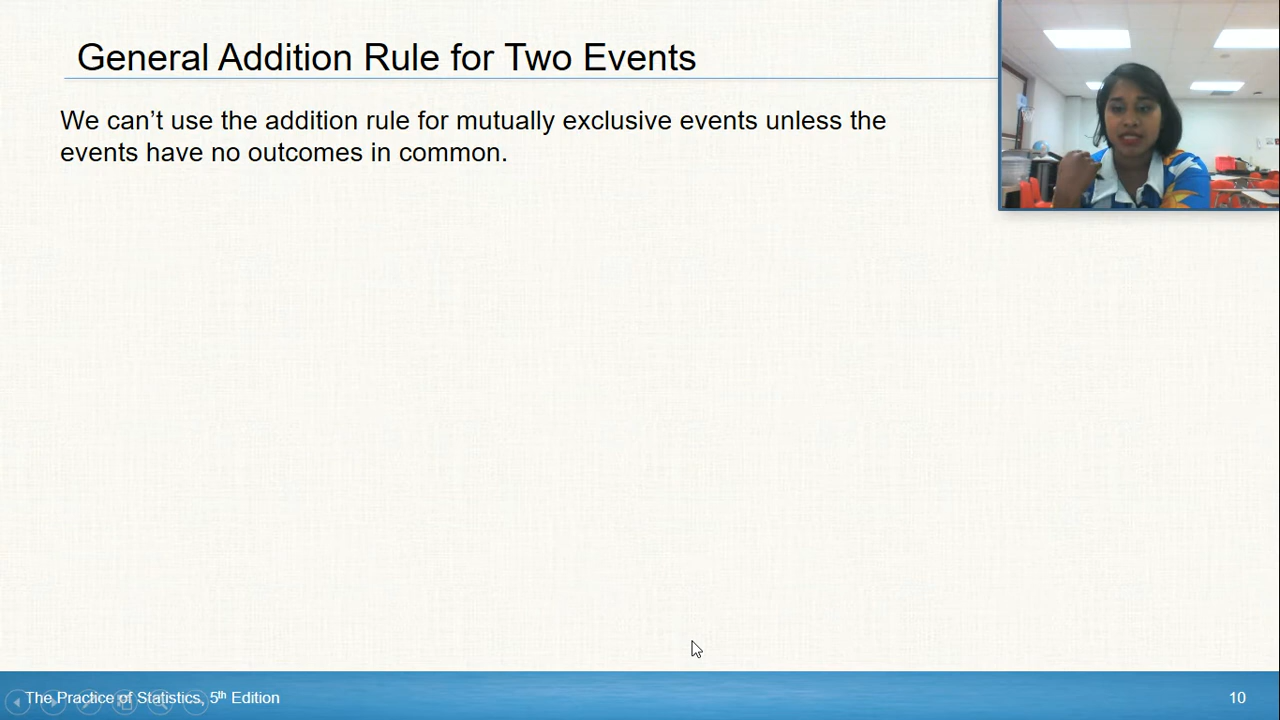 General Addition Rule for Two Events
We can’t use the addition rule for mutually exclusive events unless the
events have no outcomes in common.
The Practice of Statistics, 5th Edition
10